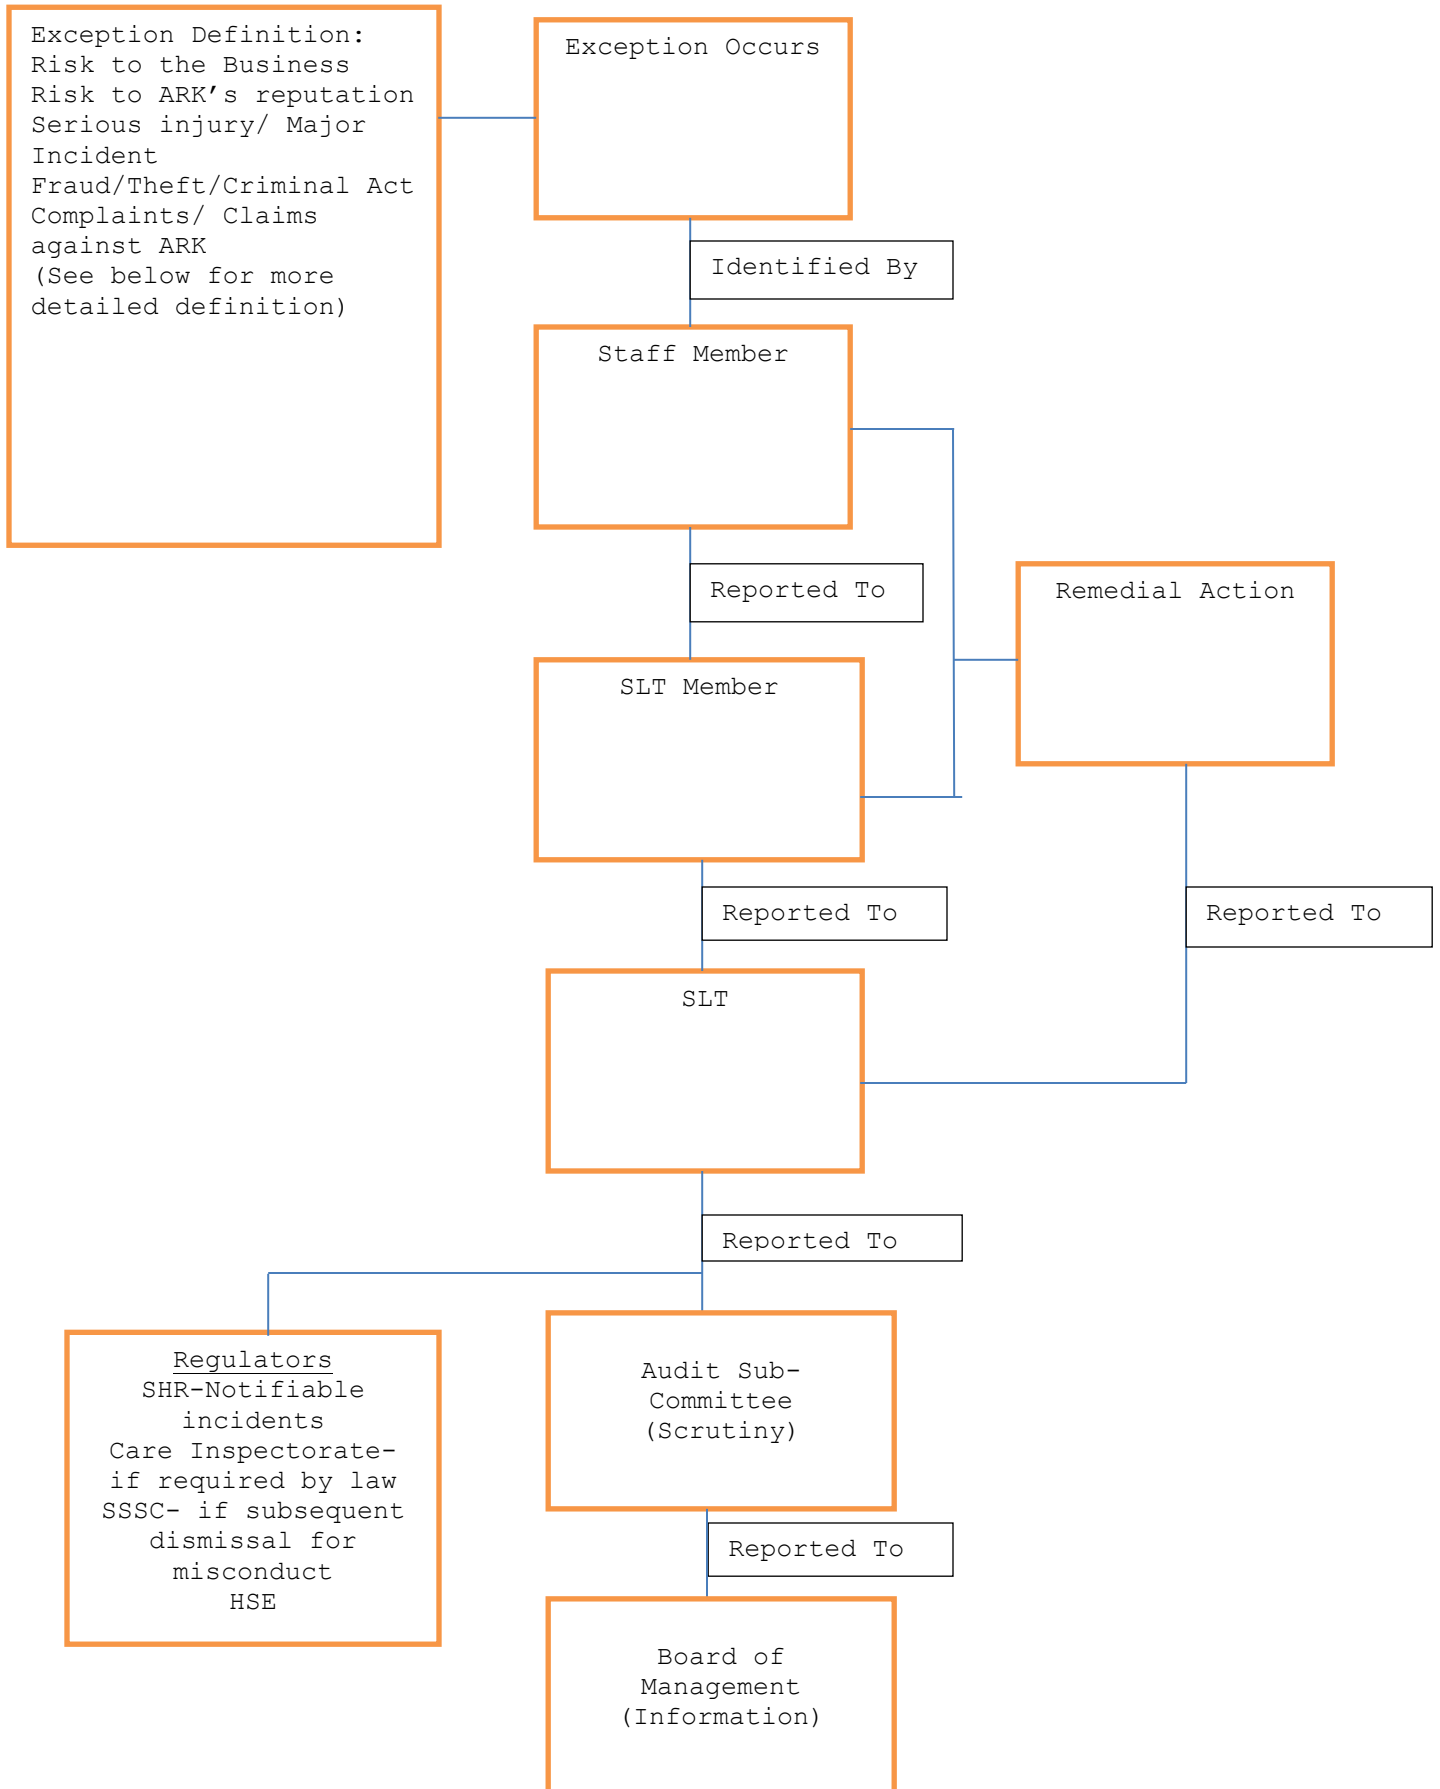 Exception Definition:
Risk to the Business
Risk to ARK’s reputation
Serious injury/ Major
Incident
Fraud/Theft/Criminal Act
Complaints/ Claims
against ARK
(See below for more
detailed definition)
Exception Occurs
Identified By
Staff Member
Reported To
Remedial Action
SLT Member
Reported To
Reported To
SLT
Reported To
Regulators
SHR-Notifiable
incidents
Care Inspectorate-
if required by law
SSSC- if subsequent
dismissal for
misconduct
HSE
Audit Sub-
Committee
(Scrutiny)
Reported To
Board of
Management
(Information)